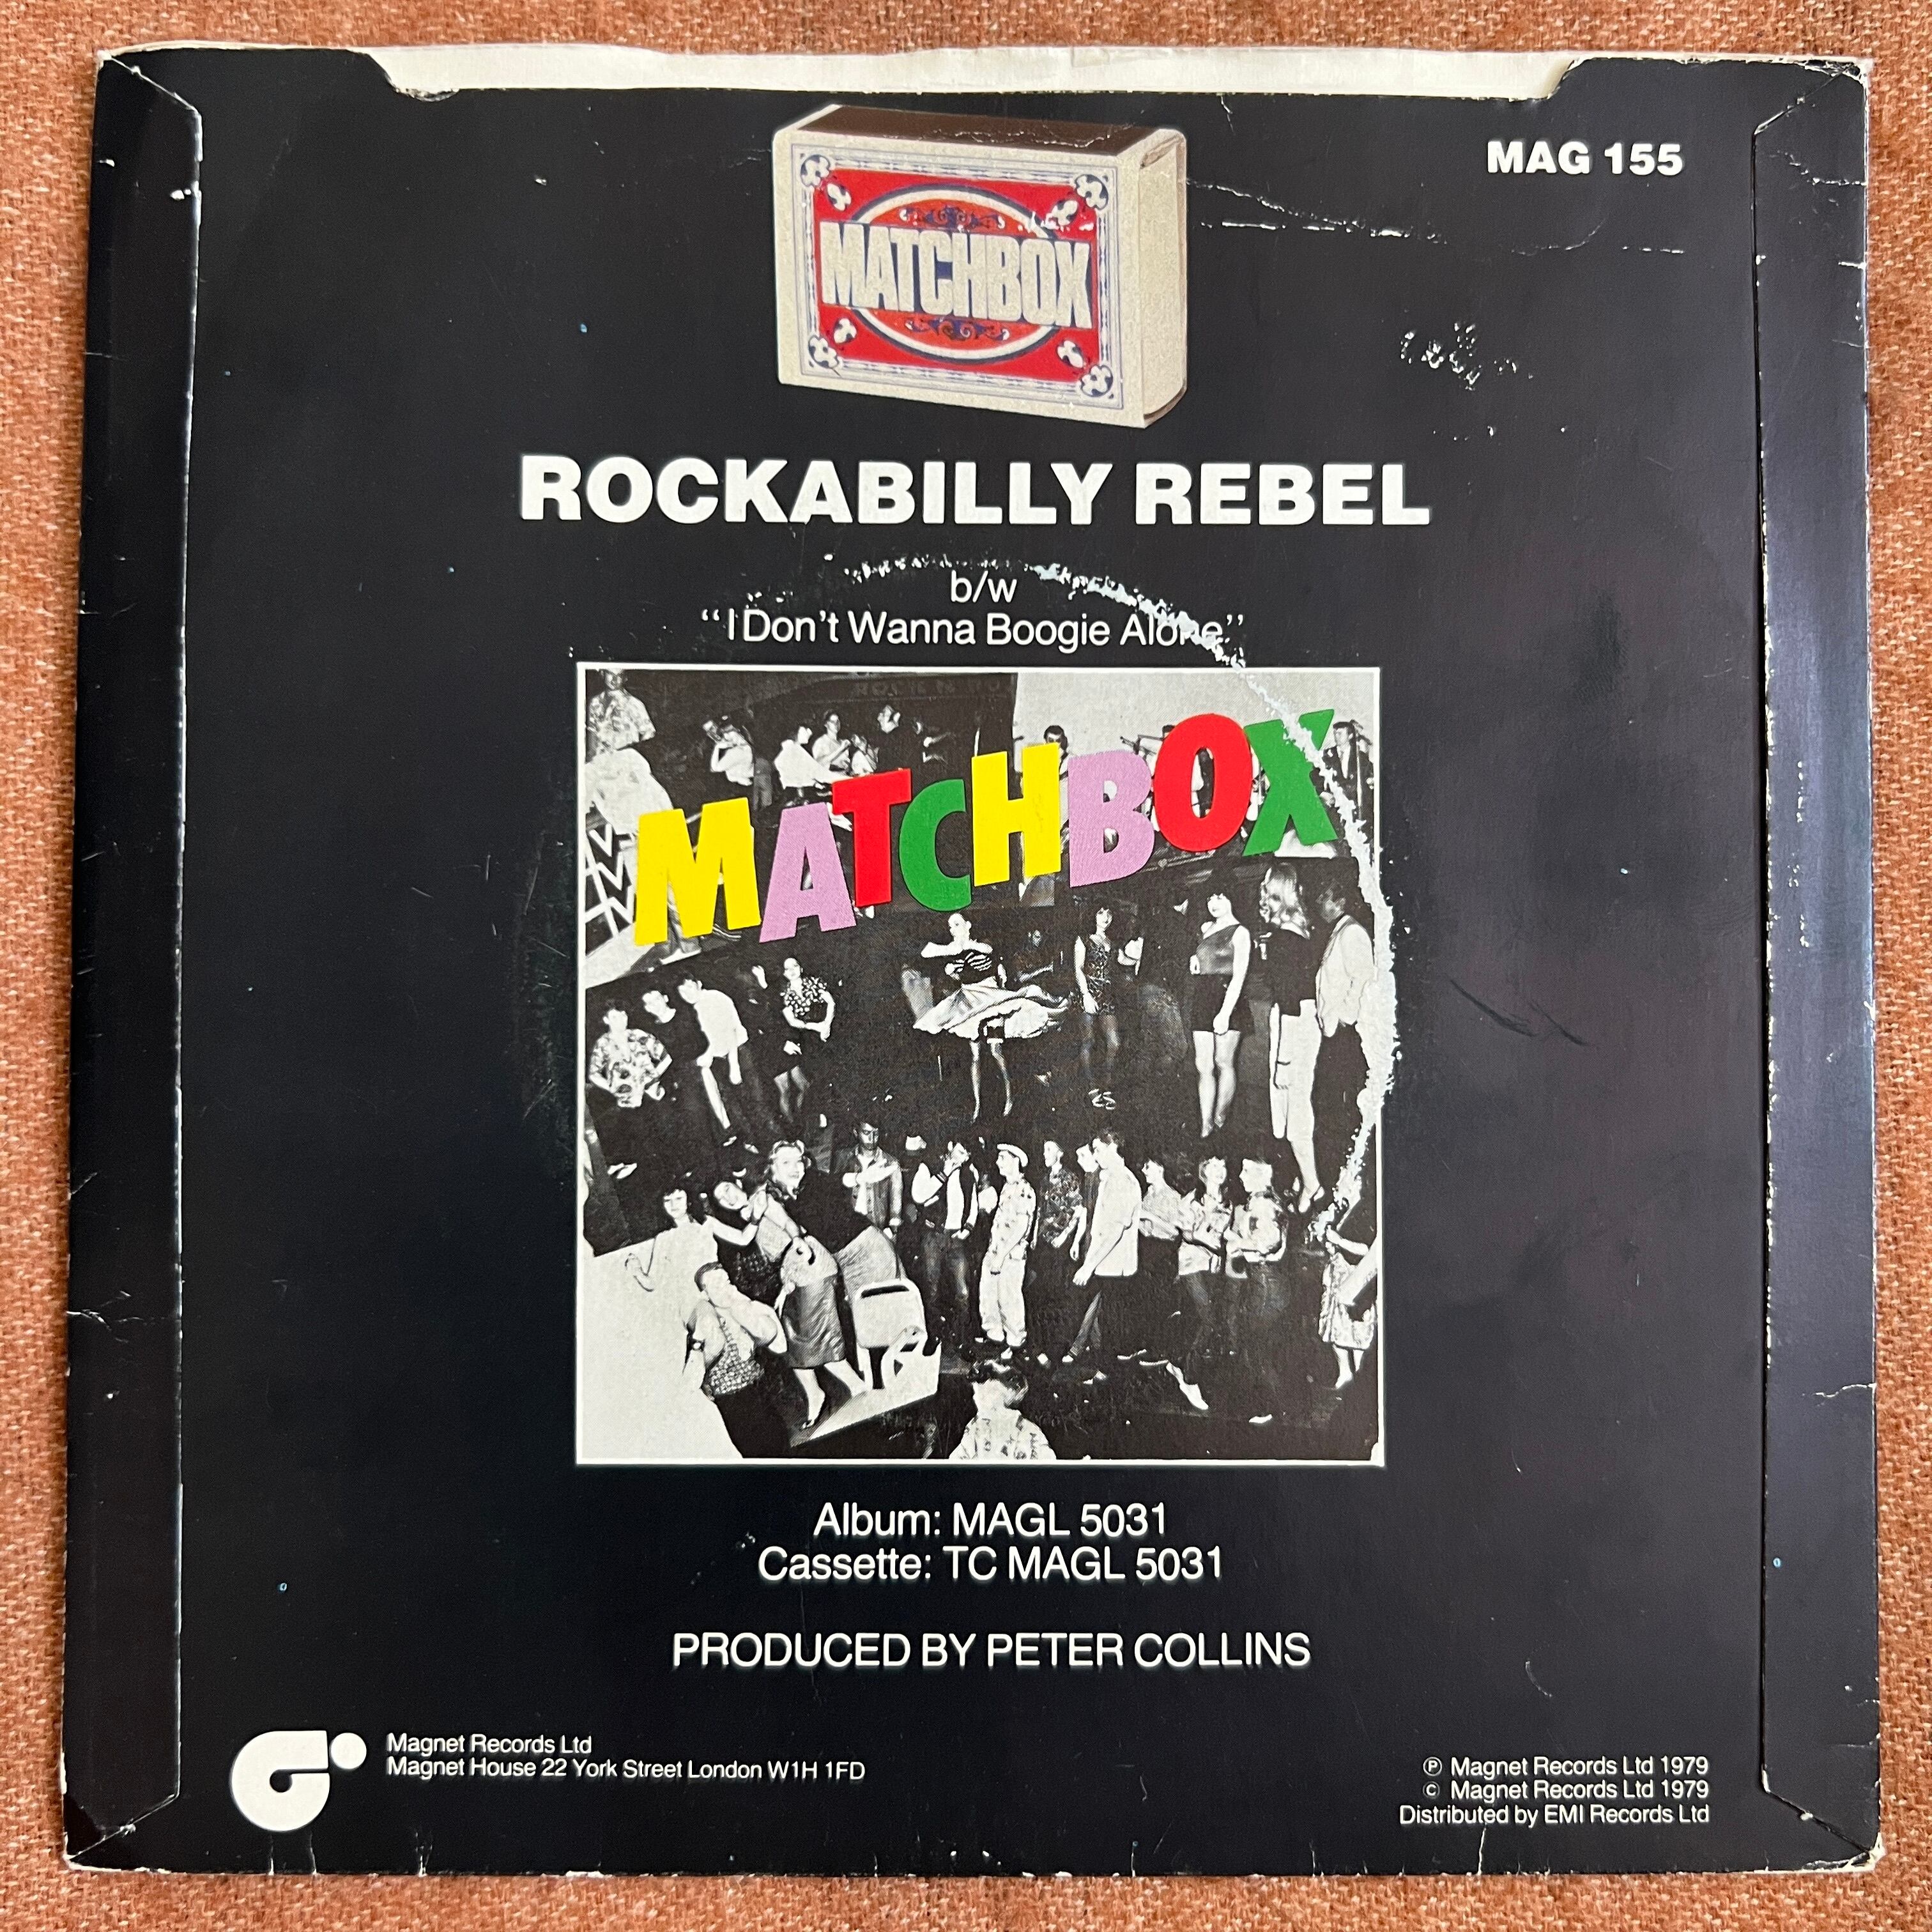 MAG 155
MATCHBOX
ROCKABILLY REBEL
b/w
“I Don't Wanna Boogie Alone”
MATCHBOX
Album: MAGL 5031
Cassette: TC MAGL 5031
PRODUCED BY PETER COLLINS
Magnet Records Ltd
Magnet House 22 York Street London W1H 1FD
℗ Magnet Records Ltd 1979
© Magnet Records Ltd 1979
Distributed by EMI Records Ltd